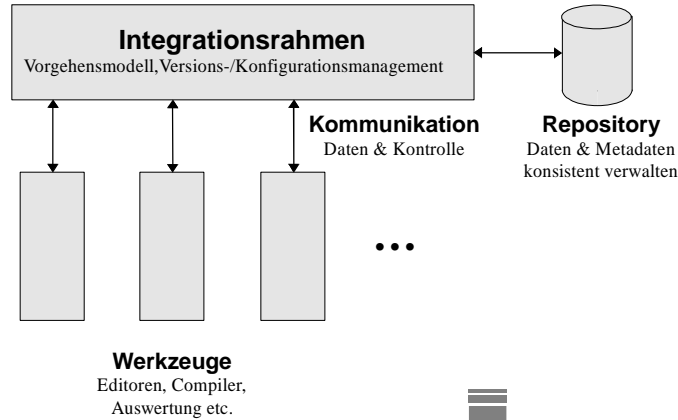 Integrationsrahmen
Vorgehensmodell,Versions-/Konfigurationsmanagement
Kommunikation
Daten & Kontrolle
Repository
Daten & Metadaten
konsistent verwalten
•••
Werkzeuge
Editoren, Compiler,
Auswertung etc.